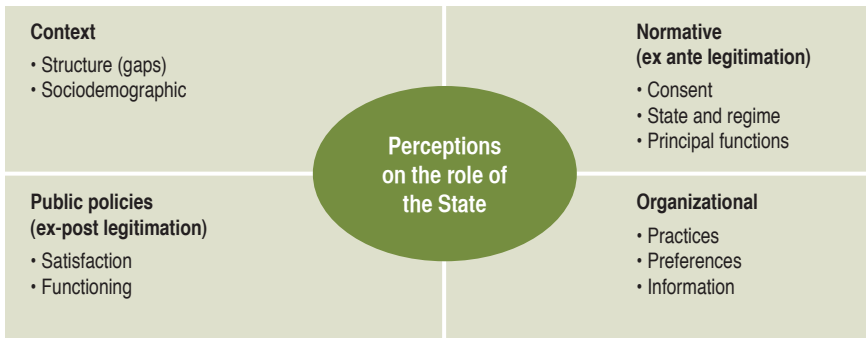 Context
• Structure (gaps)
• Sociodemographic
Normative
(ex ante legitimation)
• Consent
• State and regime
• Principal functions
Perceptions
on the role of
the State
Public policies
(ex-post legitimation)
• Satisfaction
• Functioning
Organizational
• Practices
• Preferences
• Information